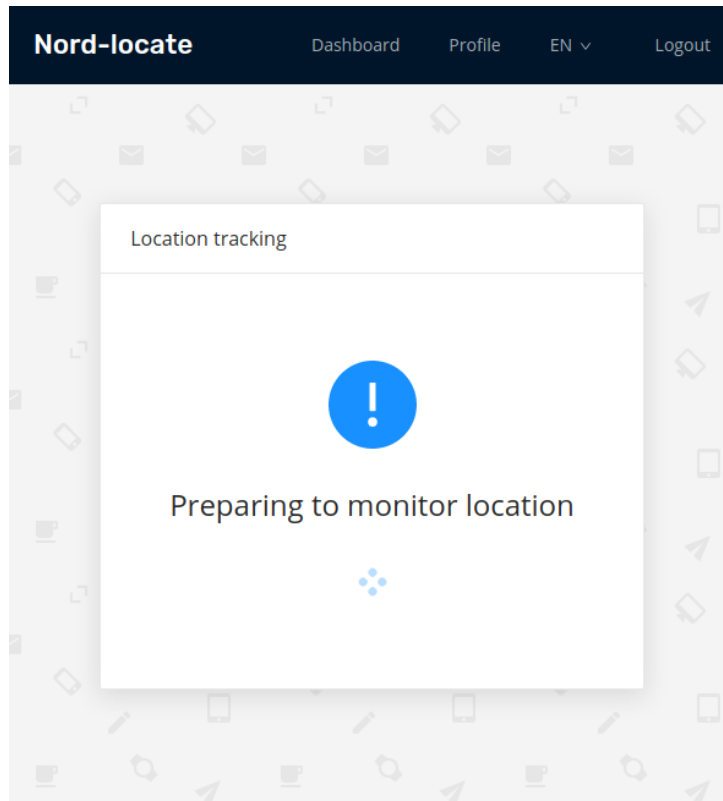 Nord-locate Dashboard Profile EN Logout
Location tracking
Preparing to monitor location